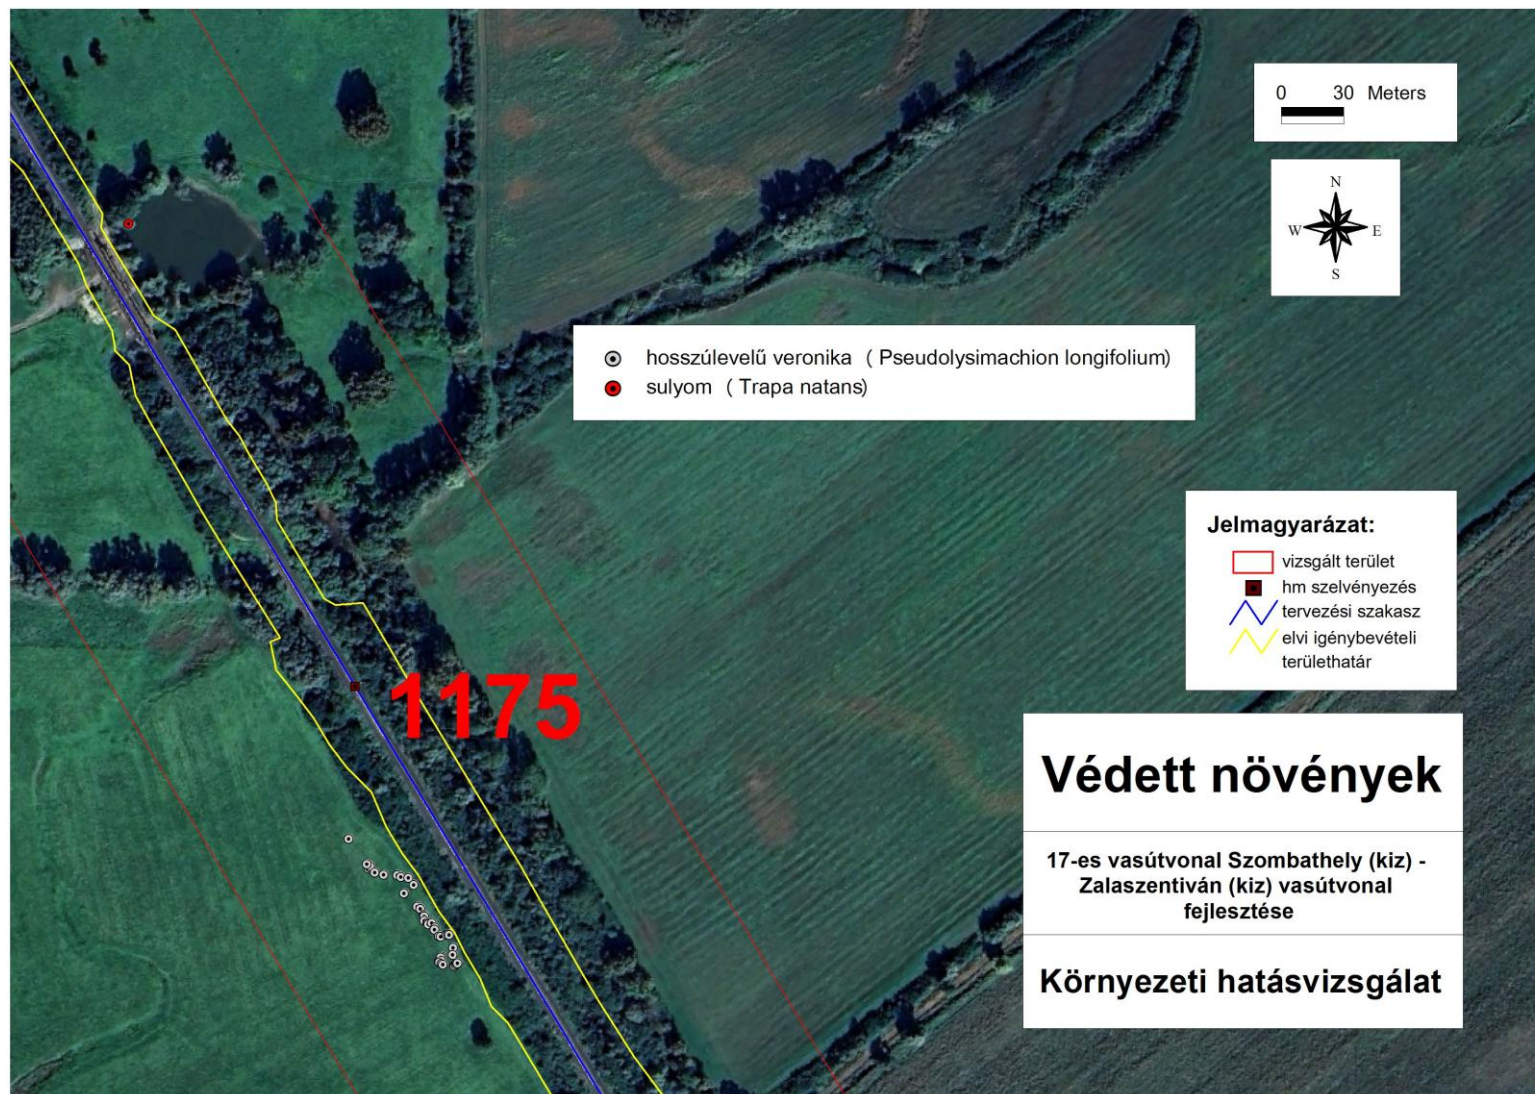 0 30 Meters
N
W E
S
hosszúlevelű veronika ( Pseudolysimachion longifolium)
sulyom ( Trapa natans)
Jelmagyarázat:
vizsgált terület
hm szelvényezés
tervezési szakasz
elvi igénybevételi
területhatár
1175
Védett növények
17-es vasútvonal Szombathely (kiz) -
Zalaszentiván (kiz) vasútvonal
fejlesztése
Környezeti hatásvizsgálat